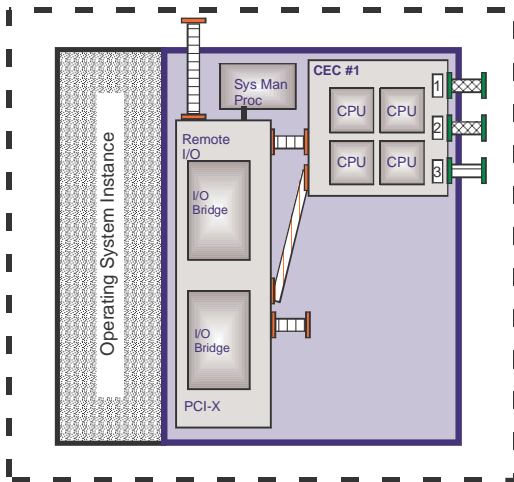 Operating System Instance
Sys Man
Proc
CEC #1
CPU
CPU
CPU
CPU
1
2
3
Remote
I/O
I/O
Bridge
I/O
Bridge
PCI-X